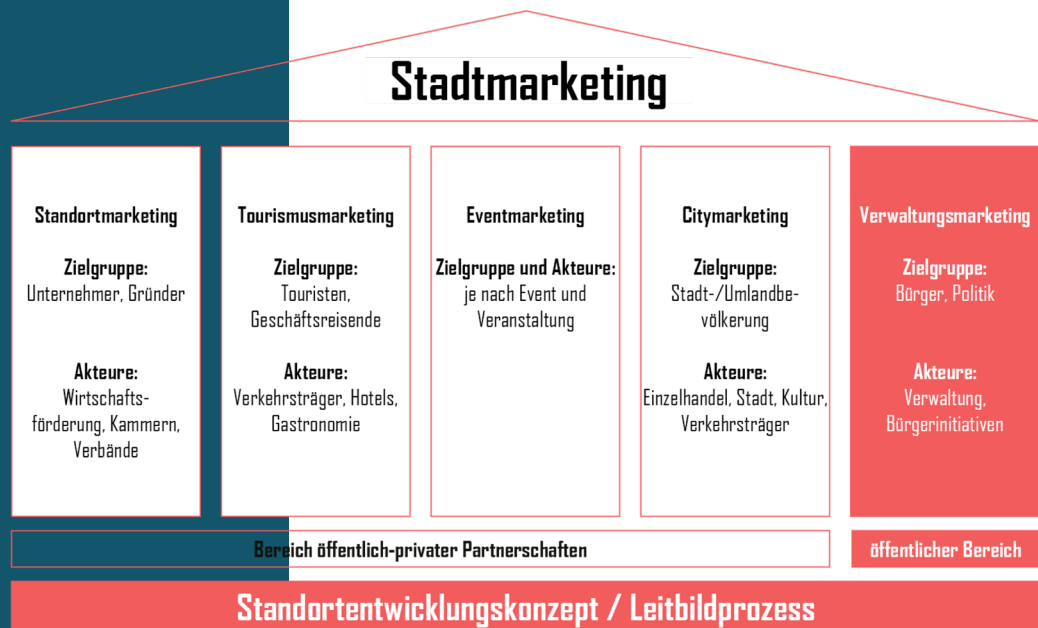 Stadtmarketing
Standortmarketing
Zielgruppe:
Unternehmer, Gründer
Akteure:
Wirtschafts-
förderung, Kammern,
Verbände
Tourismusmarketing
Zielgruppe:
Touristen,
Geschäftsreisende
Akteure:
Verkehrsträger, Hotels,
Gastronomie
Eventmarketing
Zielgruppe und Akteure:
je nach Event und
Veranstaltung
Citymarketing
Zielgruppe:
Stadt-/Umlandbe-
völkerung
Akteure:
Einzelhandel, Stadt, Kultur,
Verkehrsträger
Verwaltungsmarketing
Zielgruppe:
Bürger, Politik
Akteure:
Verwaltung,
Bürgerinitiativen
Bereich öffentlich-privater Partnerschaften
öffentlicher Bereich
Standortentwicklungskonzept / Leitbildprozess